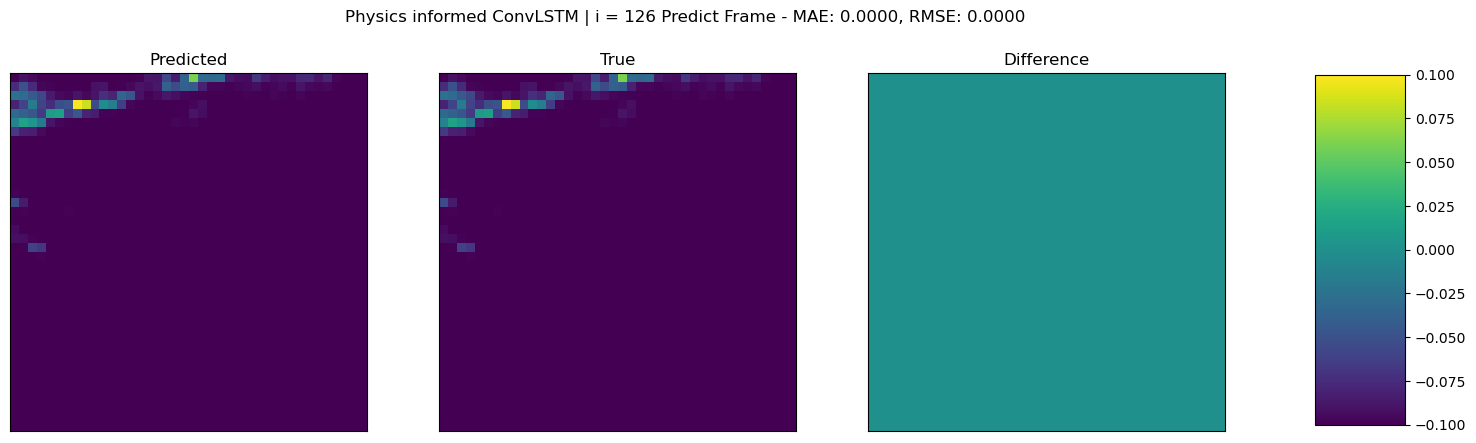 Physics informed ConvLSTM | i = 126 Predict Frame - MAE: 0.0000, RMSE: 0.0000
Predicted
True
Difference
0.100
0.075
0.050
0.025
0.000
−0.025
−0.050
−0.075
−0.100